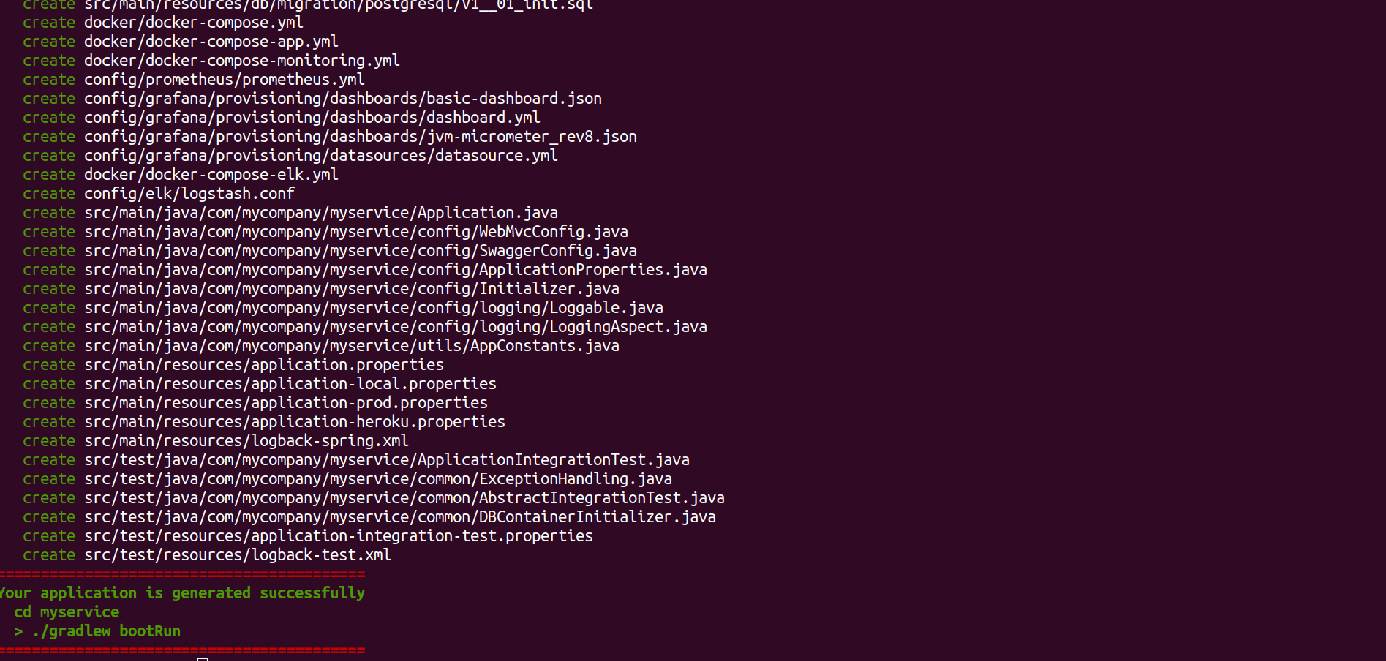 create src/main/resources/db/migration/postgresql/V1__01_init.sql
create docker/docker-compose.yml
create docker/docker-compose-app.yml
create docker/docker-compose-monitoring.yml
create config/prometheus/prometheus.yml
create config/grafana/provisioning/dashboards/basic-dashboard.json
create config/grafana/provisioning/dashboards/dashboard.yml
create config/grafana/provisioning/dashboards/jvm-micrometer_rev8.json
create config/grafana/provisioning/datasources/datasource.yml
create docker/docker-compose-elk.yml
create config/elk/logstash.conf
create src/main/java/com/mycompany/myservice/Application.java
create src/main/java/com/mycompany/myservice/config/WebMvcConfig.java
create src/main/java/com/mycompany/myservice/config/SwaggerConfig.java
create src/main/java/com/mycompany/myservice/config/ApplicationProperties.java
create src/main/java/com/mycompany/myservice/config/Initializer.java
create src/main/java/com/mycompany/myservice/config/logging/Loggable.java
create src/main/java/com/mycompany/myservice/config/logging/LoggingAspect.java
create src/main/java/com/mycompany/myservice/utils/AppConstants.java
create src/main/resources/application.properties
create src/main/resources/application-local.properties
create src/main/resources/application-prod.properties
create src/main/resources/application-heroku.properties
create src/main/resources/logback-spring.xml
create src/test/java/com/mycompany/myservice/ApplicationIntegrationTest.java
create src/test/java/com/mycompany/myservice/common/ExceptionHandling.java
create src/test/java/com/mycompany/myservice/common/AbstractIntegrationTest.java
create src/test/java/com/mycompany/myservice/common/DBContainerInitializer.java
create src/test/resources/application-integration-test.properties
create src/test/resources/logback-test.xml
==========================================
Your application is generated successfully
cd myservice
> ./gradlew bootRun
==========================================